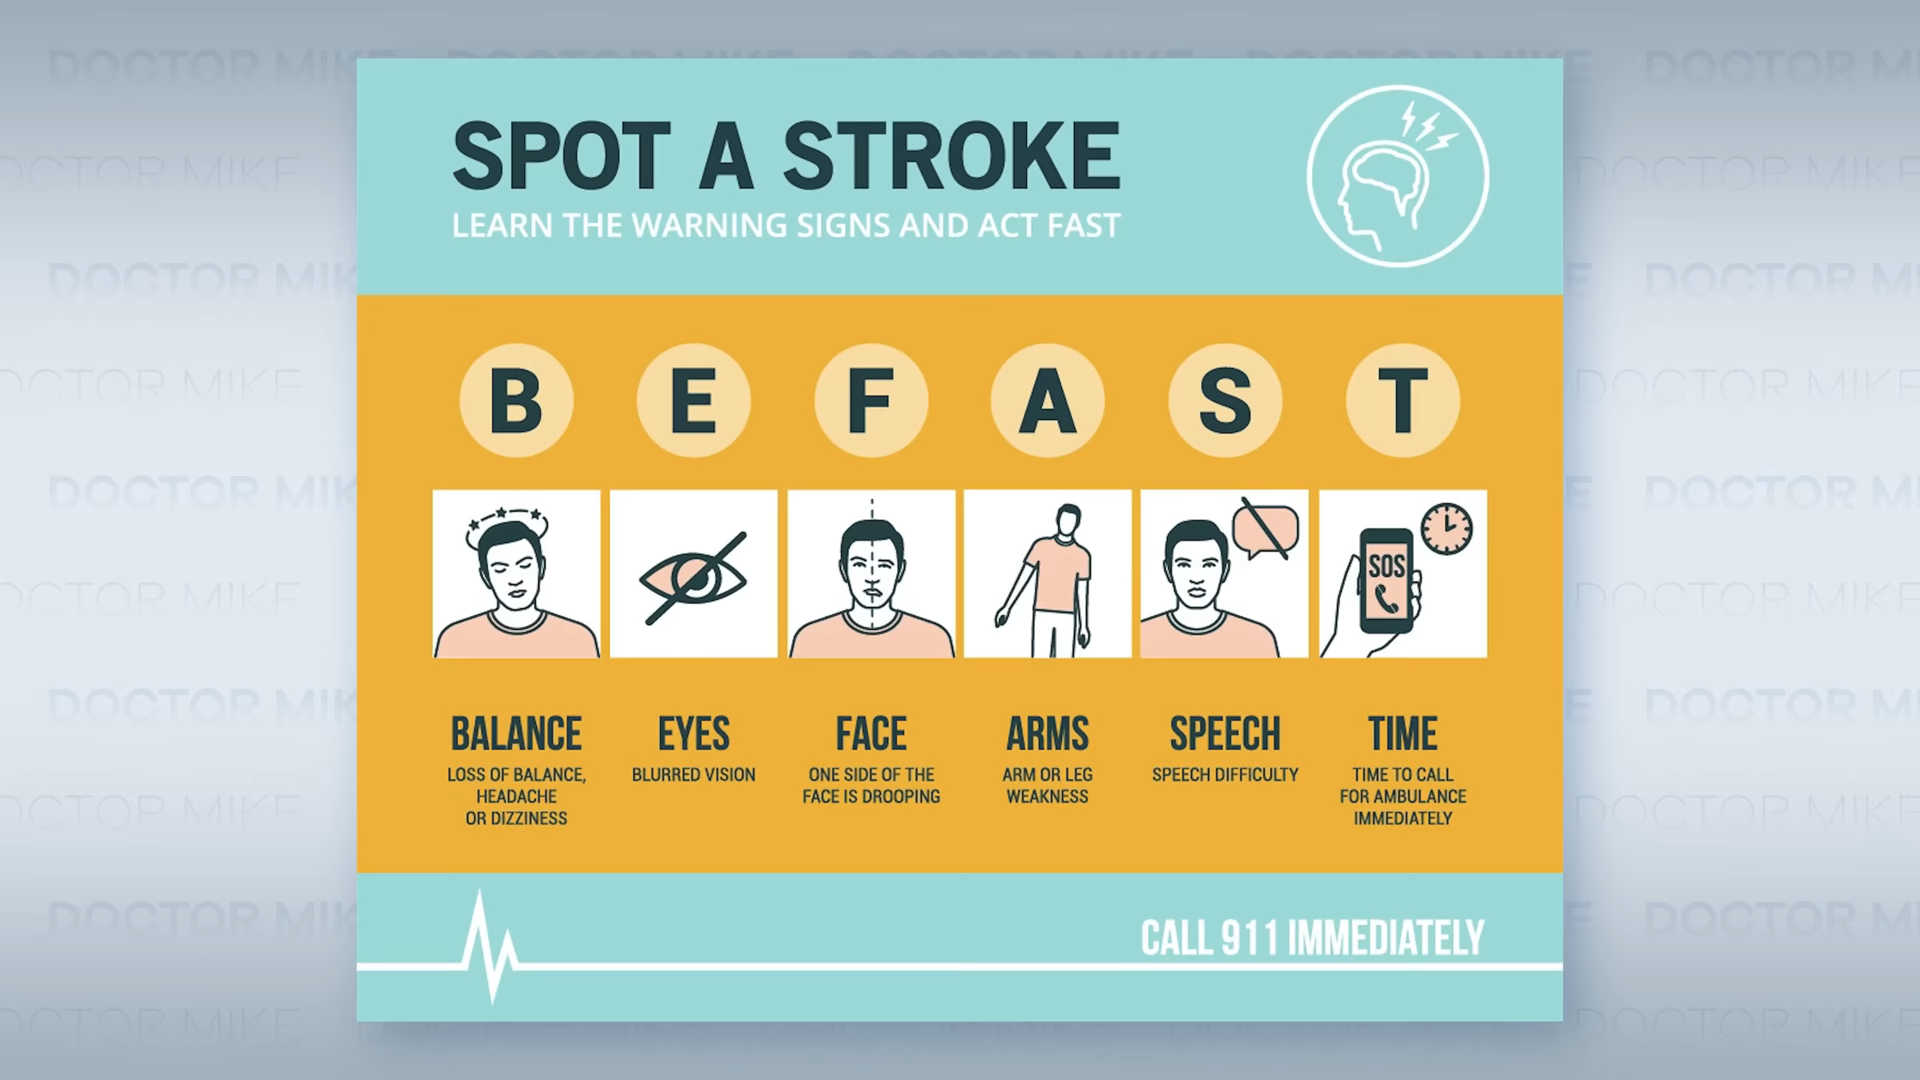 SPOT A STROKE
LEARN THE WARNING SIGNS AND ACT FAST
B E F A S T
SOS
BALANCE
LOSS OF BALANCE,
HEADACHE
OR DIZZINESS
EYES
BLURRED VISION
FACE
ONE SIDE OF THE
FACE IS DROOPING
ARMS
ARM OR LEG
WEAKNESS
SPEECH
SPEECH DIFFICULTY
TIME
TIME TO CALL
FOR AMBULANCE
IMMEDIATELY
CALL 911 IMMEDIATELY
DOCTOR MIKE